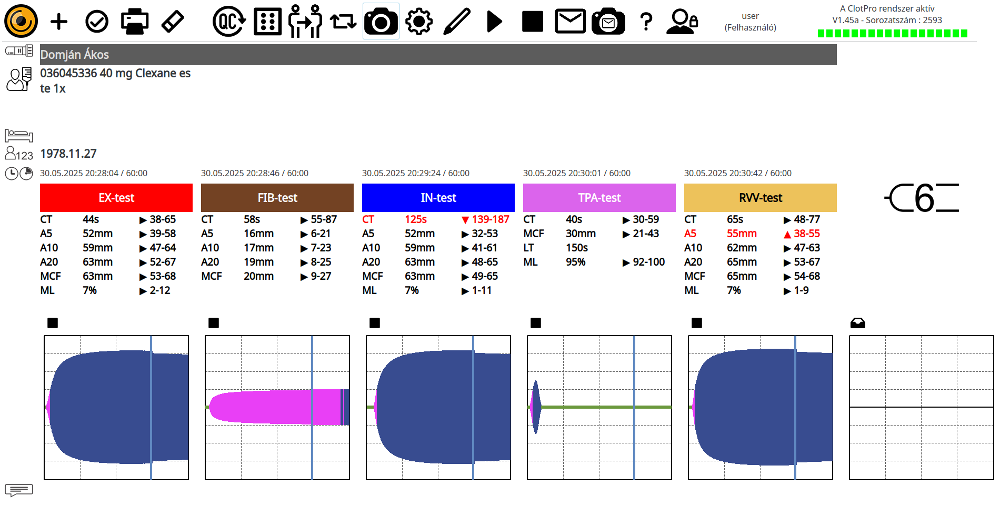 QC
user
(Felhasználó)
A ClotPro rendszer aktív
V1.45a - Sorozatszám : 2593
?
Domján Ákos
036045336 40 mg Clexane es
te 1x
123
1978.11.27
30.05.2025 20:28:04 / 60:00
30.05.2025 20:28:46 / 60:00
30.05.2025 20:29:24 / 60:00
30.05.2025 20:30:01 / 60:00
30.05.2025 20:30:42 / 60:00
EX-test
CT 44s ▶ 38-65
A5 52mm ▶ 39-58
A10 59mm ▶ 47-64
A20 63mm ▶ 52-67
MCF 63mm ▶ 53-68
ML 7% ▶ 2-12
FIB-test
CT 58s ▶ 55-87
A5 16mm ▶ 6-21
A10 17mm ▶ 7-23
A20 19mm ▶ 8-25
MCF 20mm ▶ 9-27
IN-test
CT 125s ▼ 139-187
A5 52mm ▶ 32-53
A10 59mm ▶ 41-61
A20 63mm ▶ 48-65
MCF 63mm ▶ 49-65
ML 7% ▶ 1-11
TPA-test
CT 40s ▶ 30-59
MCF 30mm ▶ 21-43
LT 150s
ML 95% ▶ 92-100
RVV-test
CT 65s ▶ 48-77
A5 55mm ▲ 38-55
A10 62mm ▶ 47-63
A20 65mm ▶ 53-67
MCF 65mm ▶ 54-68
ML 7% ▶ 1-9
6